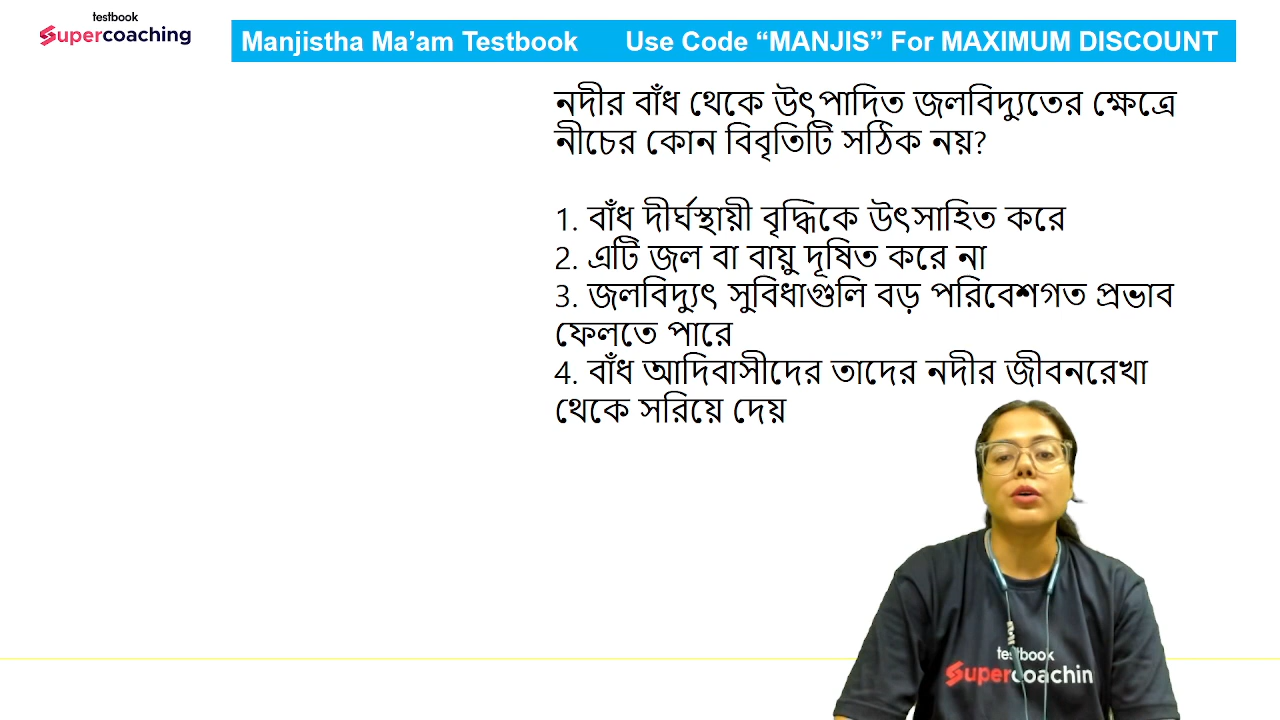 testbook
Supercoaching
Manjistha Ma’am Testbook Use Code “MANJIS” For MAXIMUM DISCOUNT
নদীর বাঁধ থেকে উৎপাদিত জলবিদ্যুতের ক্ষেত্রে
নীচের কোন বিবৃতিটি সঠিক নয়?
1. বাঁধ দীর্ঘস্থায়ী বৃদ্ধিকে উৎসাহিত করে
2. এটি জল বা বায়ু দূষিত করে না
3. জলবিদ্যুৎ সুবিধাগুলি বড় পরিবেশগত প্রভাব
ফেলতে পারে
4. বাঁধ আদিবাসীদের তাদের নদীর জীবনরেখা
থেকে সরিয়ে দেয়
testbook
Supercoachin